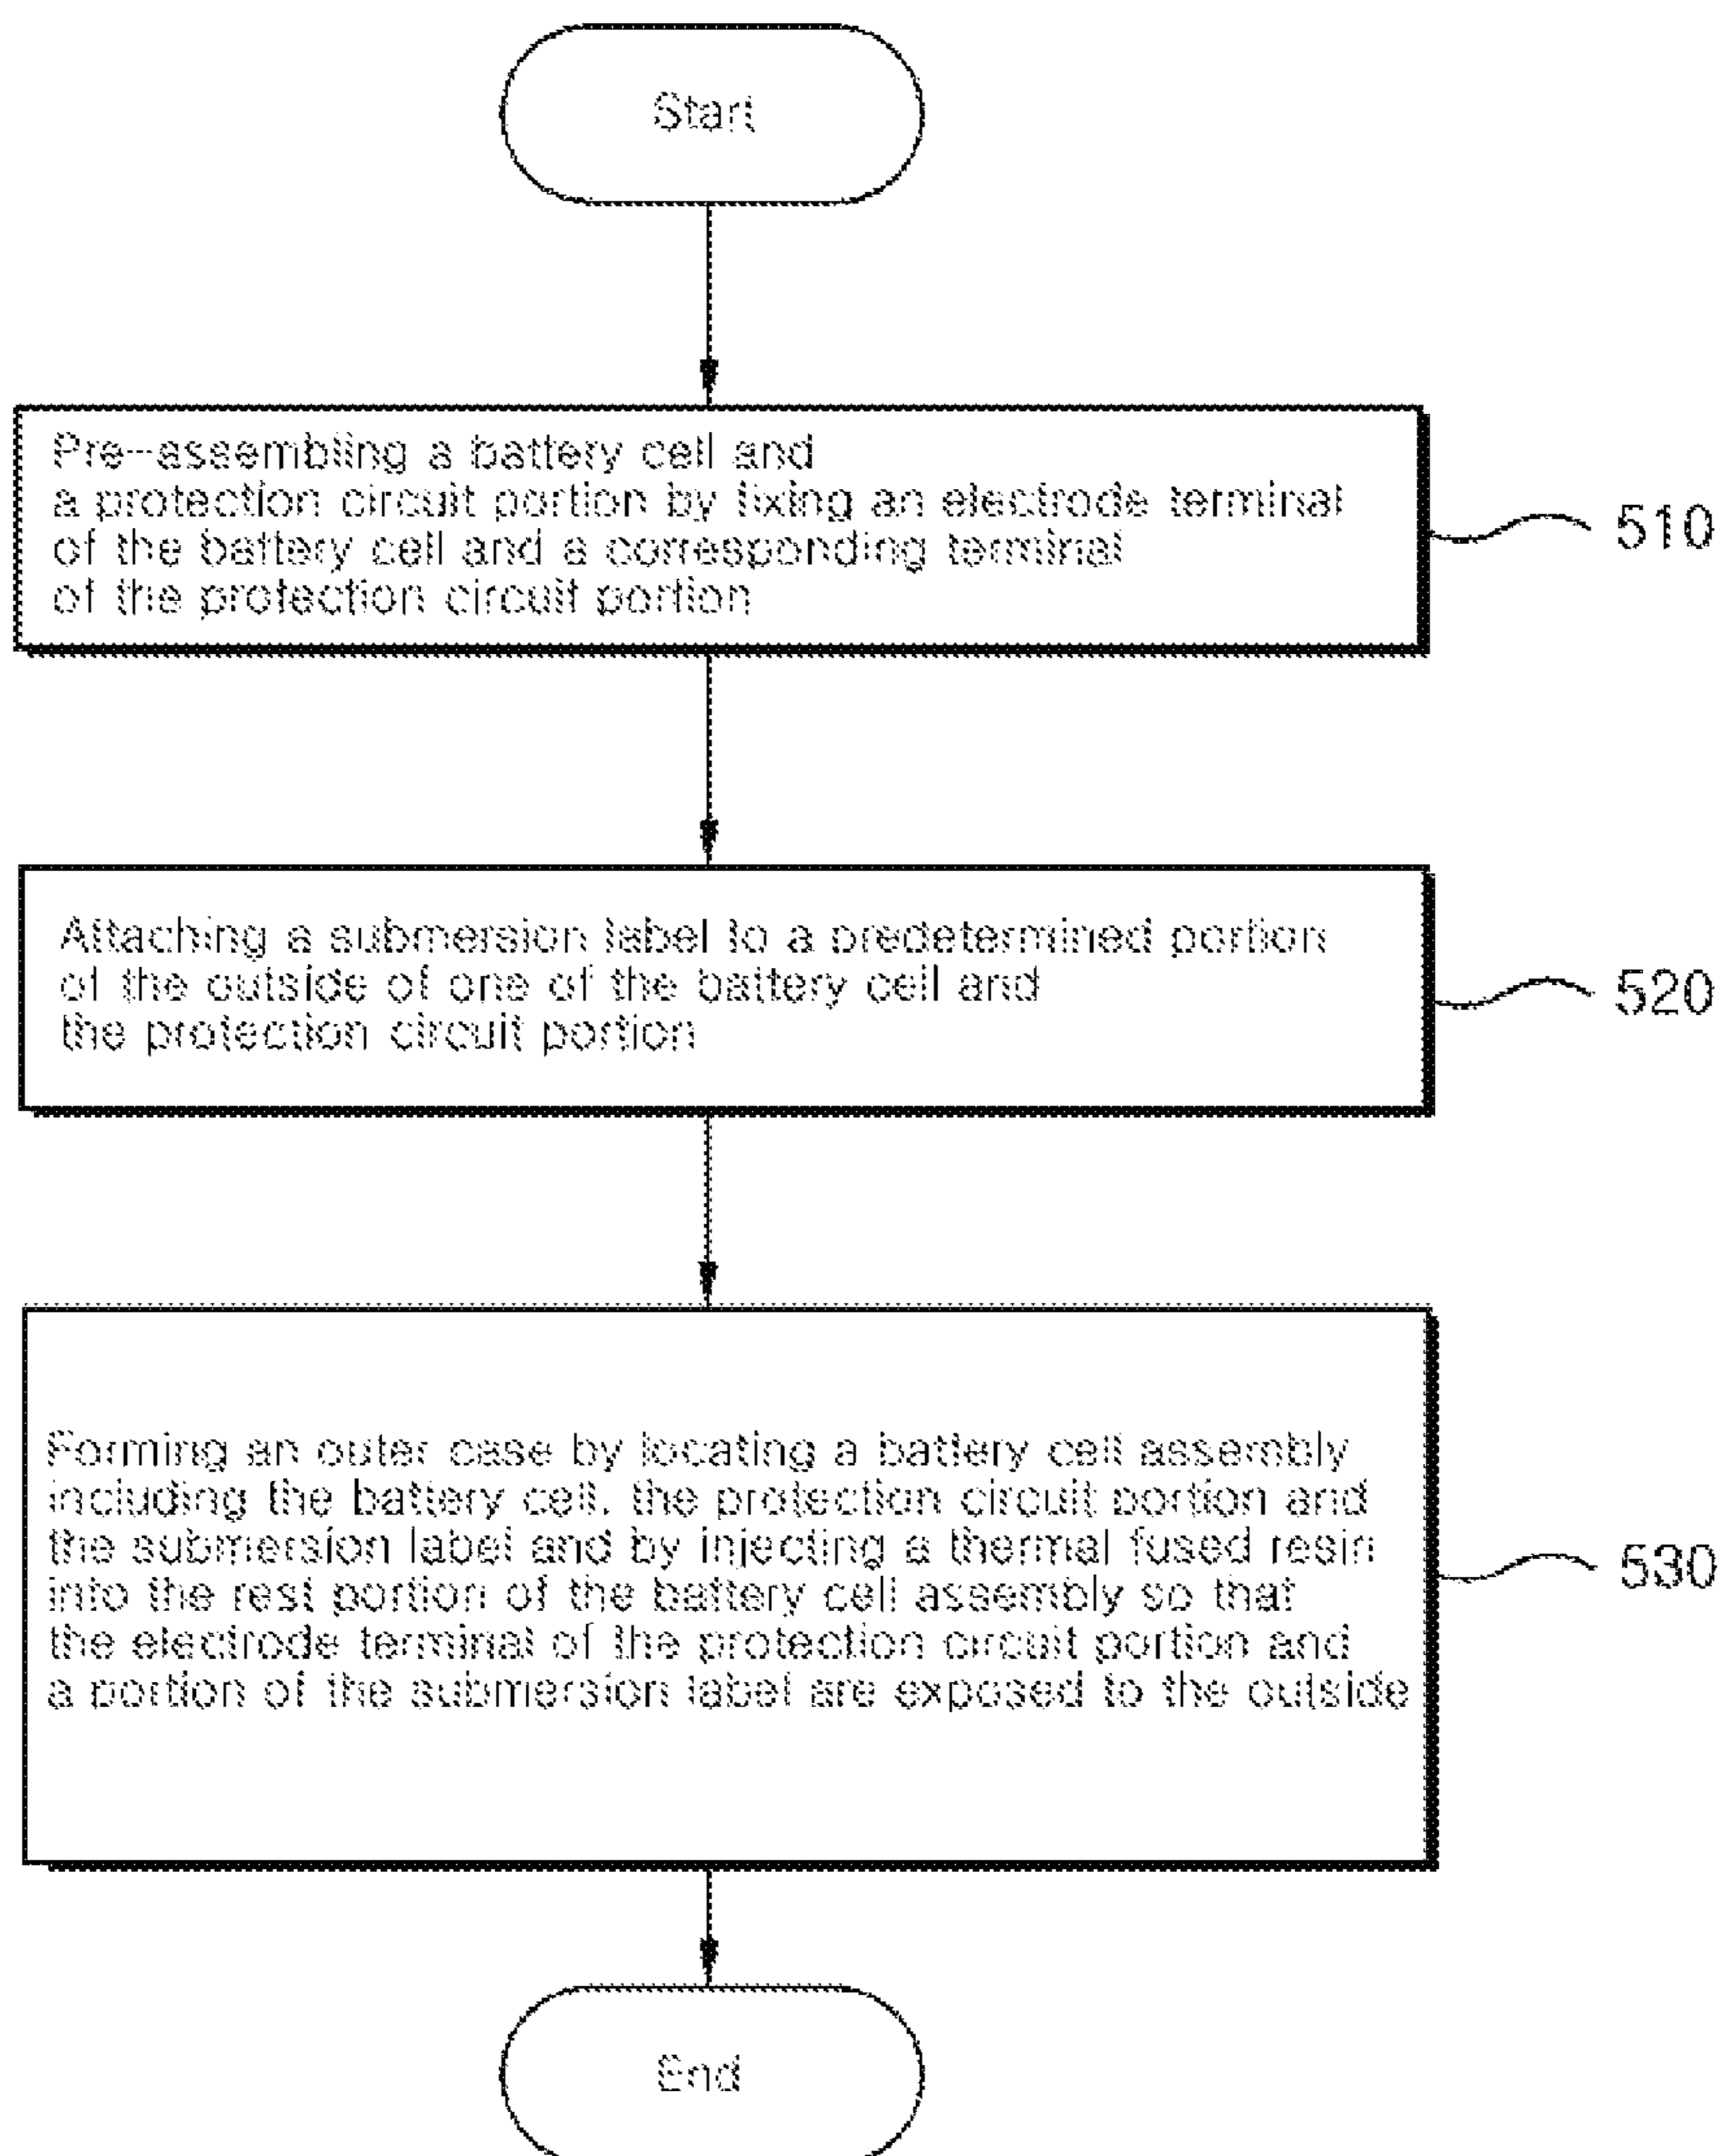 Start
Pre-assembling a battery cell and
a protection circuit portion by fixing an electrode terminal
of the battery cell and a corresponding terminal
of the protection circuit portion
510
Attaching a submersion label to a predetermined portion
of the outside of one of the battery cell and
the protection circuit portion
520
Forming an outer case by locating a battery cell assembly
including the battery cell, the protection circuit portion and
the submersion label and by injecting a thermal fused resin
into the rest portion of the battery cell assembly so that
the electrode terminal of the protection circuit portion and
a portion of the submersion label are exposed to the outside
530
End